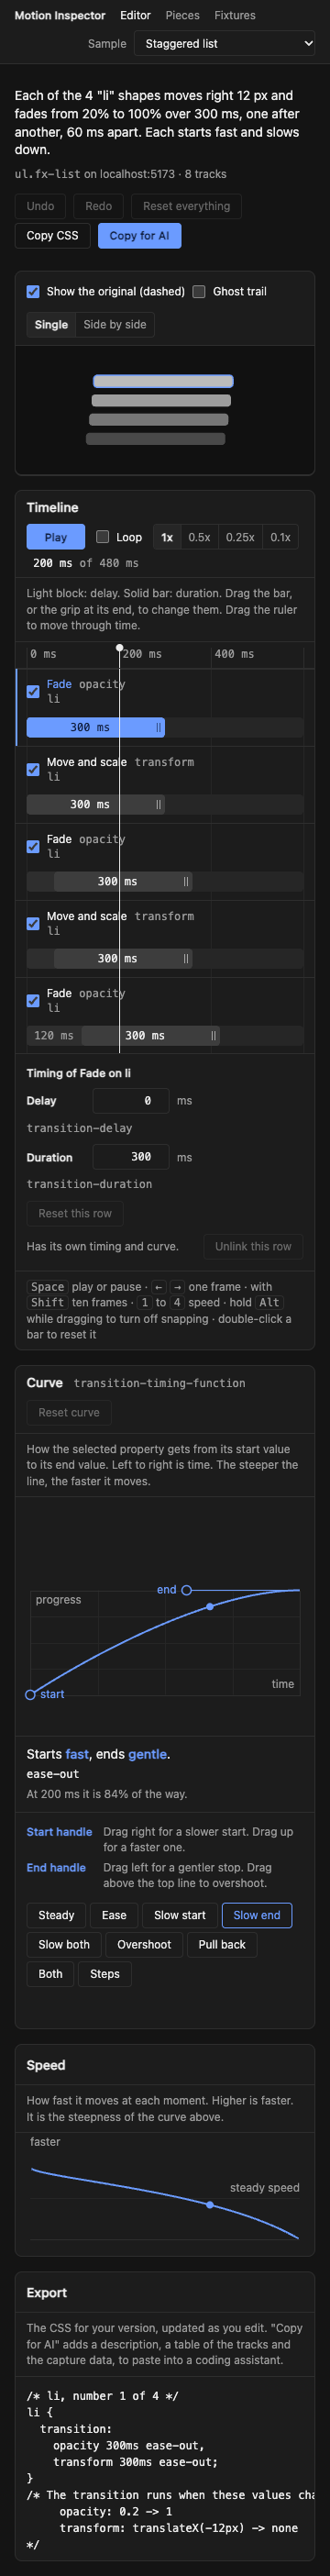 Motion Inspector Editor Pieces Fixtures
Sample Staggered list
Each of the 4 "li" shapes moves right 12 px and
fades from 20% to 100% over 300 ms, one after
another, 60 ms apart. Each starts fast and slows
down.
ul.fx-list on localhost:5173 · 8 tracks
Undo Redo Reset everything
Copy CSS Copy for AI
Show the original (dashed) Ghost trail
Single Side by side
Timeline
Play Loop 1x 0.5x 0.25x 0.1x
200 ms of 480 ms
Light block: delay. Solid bar: duration. Drag the bar,
or the grip at its end, to change them. Drag the ruler
to move through time.
0 ms 200 ms 400 ms
Fade opacity
li
300 ms
Move and scale transform
li
300 ms
Fade opacity
li
300 ms
Move and scale transform
li
300 ms
Fade opacity
li
120 ms 300 ms
Timing of Fade on li
Delay 0 ms
transition-delay
Duration 300 ms
transition-duration
Reset this row
Has its own timing and curve. Unlink this row
Space play or pause · ← → one frame · with
Shift ten frames · 1 to 4 speed · hold Alt
while dragging to turn off snapping · double-click a
bar to reset it
Curve transition-timing-function
Reset curve
How the selected property gets from its start value
to its end value. Left to right is time. The steeper the
line, the faster it moves.
end
progress
time
start
Starts fast, ends gentle.
ease-out
At 200 ms it is 84% of the way.
Start handle Drag right for a slower start. Drag up
for a faster one.
End handle Drag left for a gentler stop. Drag
above the top line to overshoot.
Steady Ease Slow start Slow end
Slow both Overshoot Pull back
Both Steps
Speed
How fast it moves at each moment. Higher is faster.
It is the steepness of the curve above.
faster
steady speed
Export
The CSS for your version, updated as you edit. "Copy
for AI" adds a description, a table of the tracks and
the capture data, to paste into a coding assistant.
/* li, number 1 of 4 */
li {
transition:
opacity 300ms ease-out,
transform 300ms ease-out;
}
/* The transition runs when these values cha
opacity: 0.2 -> 1
transform: translateX(-12px) -> none
*/